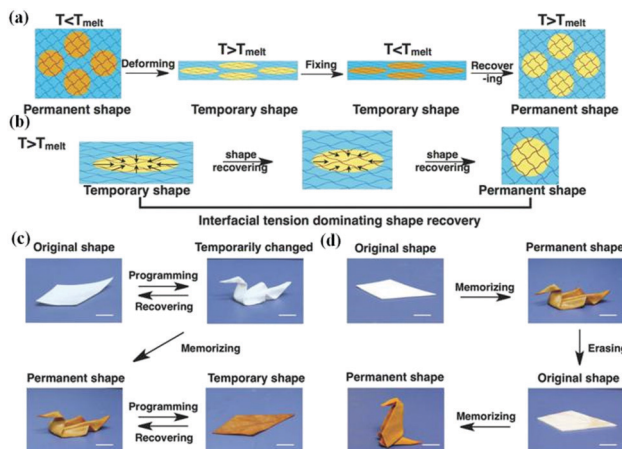 (a)
T<Tmelt
T>Tmelt
T<Tmelt
T>Tmelt
Deforming
Fixing
Recover
-ing
Permanent shape
Temporary shape
Temporary shape
Permanent shape
(b)
T>Tmelt
shape
recovering
shape
recovering
Temporary shape
Permanent shape
Interfacial tension dominating shape recovery
(c)
Original shape
Temporarily changed
Programming
Recovering
Memorizing
Permanent shape
Temporary shape
Programming
Recovering
(d)
Original shape
Permanent shape
Memorizing
Erasing
Permanent shape
Original shape
Memorizing